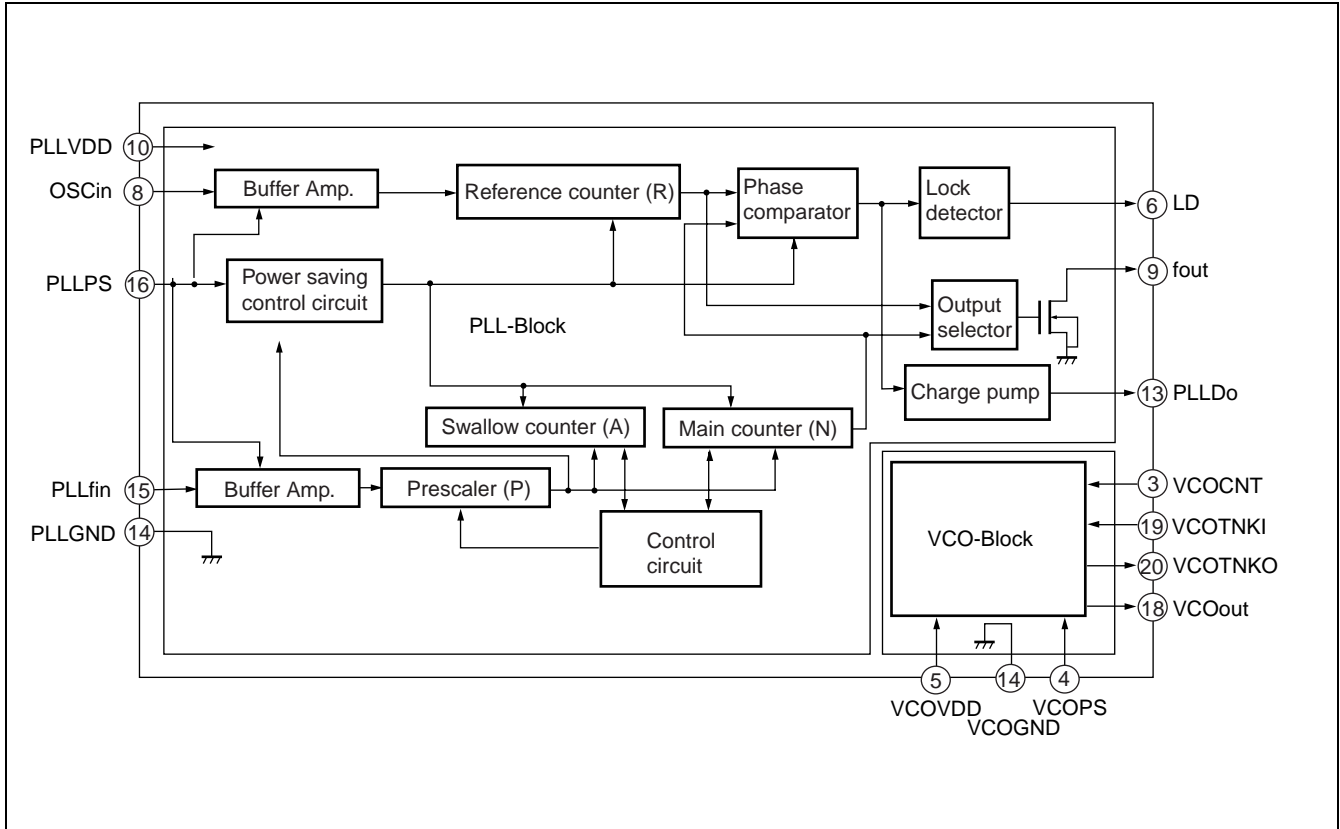 PLLVDD 10
OSCin 8
Buffer Amp.
Reference counter (R)
Phase
comparator
Lock
detector
6 LD
PLLPS 16
Power saving
control circuit
9 fout
PLL-Block
Output
selector
Charge pump
13 PLLDo
Swallow counter (A)
Main counter (N)
PLLfin 15
Buffer Amp.
Prescaler (P)
PLLGND 14
Control
circuit
VCO-Block
3 VCOCNT
19 VCOTNKI
20 VCOTNKO
18 VCOout
5
14
4
VCOVDD
VCOGND
VCOPS